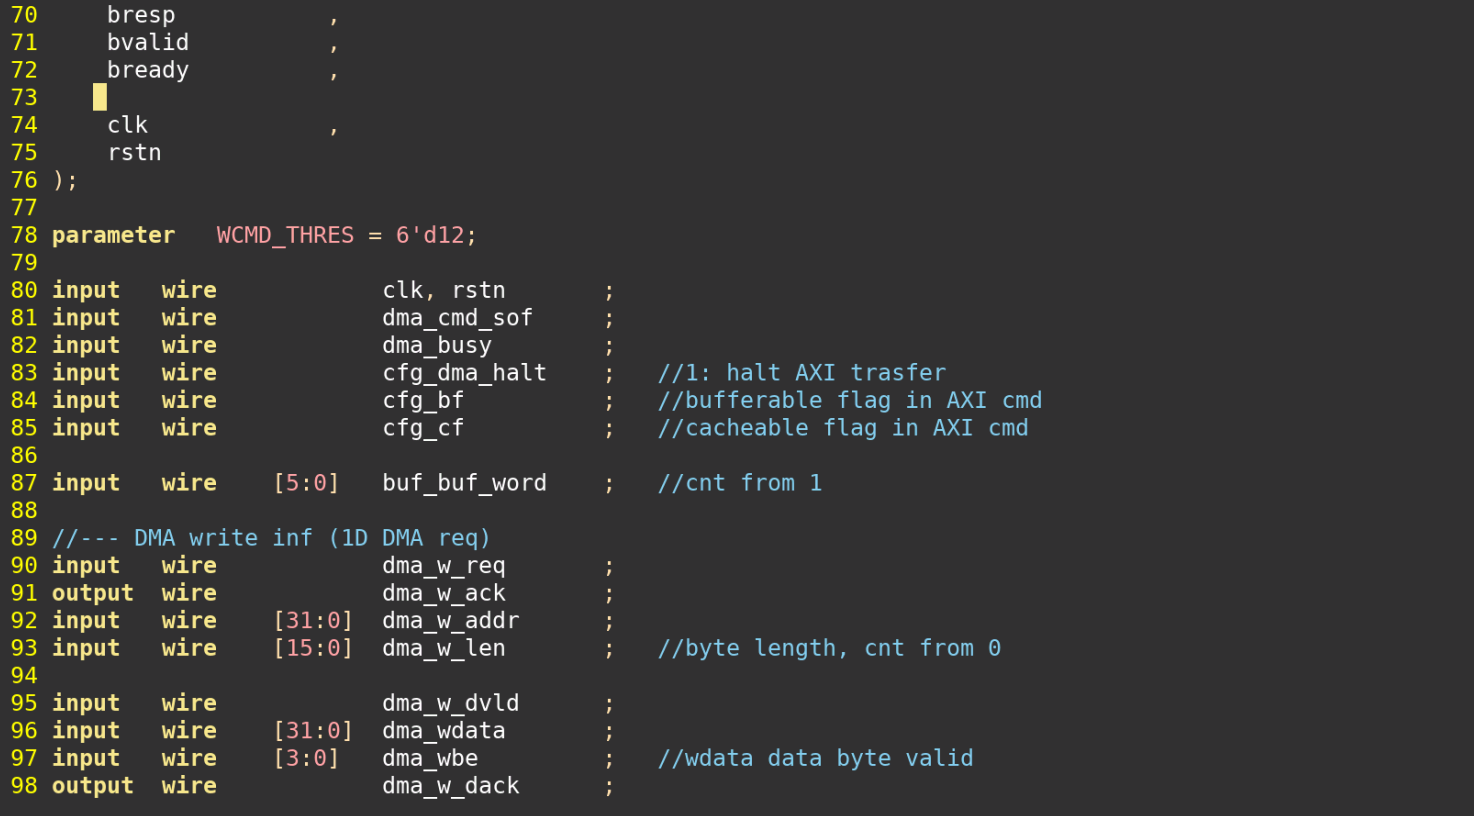 70     bresp           ,
71     bvalid          ,
72     bready          ,
73
74     clk             ,
75     rstn
76 );
77
78 parameter   WCMD_THRES = 6'd12;
79
80 input   wire            clk, rstn       ;
81 input   wire            dma_cmd_sof     ;
82 input   wire            dma_busy        ;
83 input   wire            cfg_dma_halt    ;   //1: halt AXI trasfer
84 input   wire            cfg_bf          ;   //bufferable flag in AXI cmd
85 input   wire            cfg_cf          ;   //cacheable flag in AXI cmd
86
87 input   wire    [5:0]   buf_buf_word    ;   //cnt from 1
88
89 //--- DMA write inf (1D DMA req)
90 input   wire            dma_w_req       ;
91 output  wire            dma_w_ack       ;
92 input   wire    [31:0]  dma_w_addr      ;
93 input   wire    [15:0]  dma_w_len       ;   //byte length, cnt from 0
94
95 input   wire            dma_w_dvld      ;
96 input   wire    [31:0]  dma_wdata       ;
97 input   wire    [3:0]   dma_wbe         ;   //wdata data byte valid
98 output  wire            dma_w_dack      ;